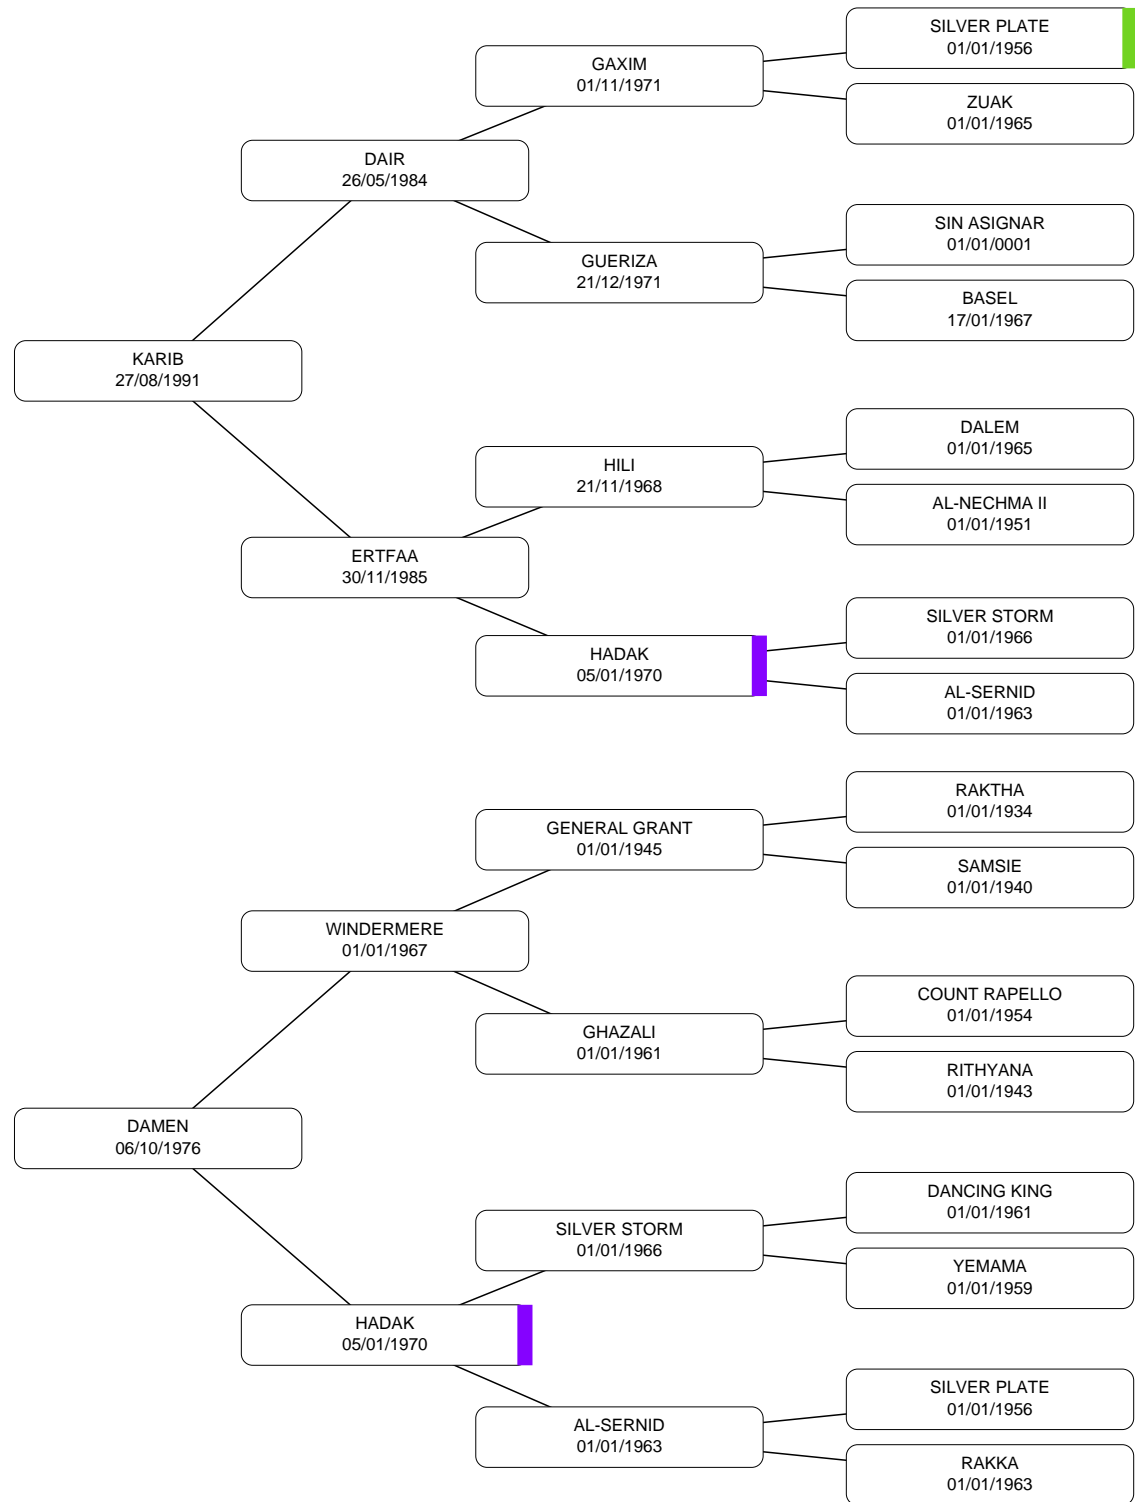 SILVER PLATE
01/01/1956
GAXIM
01/11/1971
ZUAK
01/01/1965
DAIR
26/05/1984
SIN ASIGNAR
01/01/0001
GUERIZA
21/12/1971
BASEL
17/01/1967
KARIB
27/08/1991
DALEM
01/01/1965
HILI
21/11/1968
AL-NECHMA II
01/01/1951
ERTFAA
30/11/1985
SILVER STORM
01/01/1966
HADAK
05/01/1970
AL-SERNID
01/01/1963
RAKTHA
01/01/1934
GENERAL GRANT
01/01/1945
SAMSIE
01/01/1940
WINDERMERE
01/01/1967
COUNT RAPELLO
01/01/1954
GHAZALI
01/01/1961
RITHYANA
01/01/1943
DAMEN
06/10/1976
DANCING KING
01/01/1961
SILVER STORM
01/01/1966
YEMAMA
01/01/1959
HADAK
05/01/1970
SILVER PLATE
01/01/1956
AL-SERNID
01/01/1963
RAKKA
01/01/1963